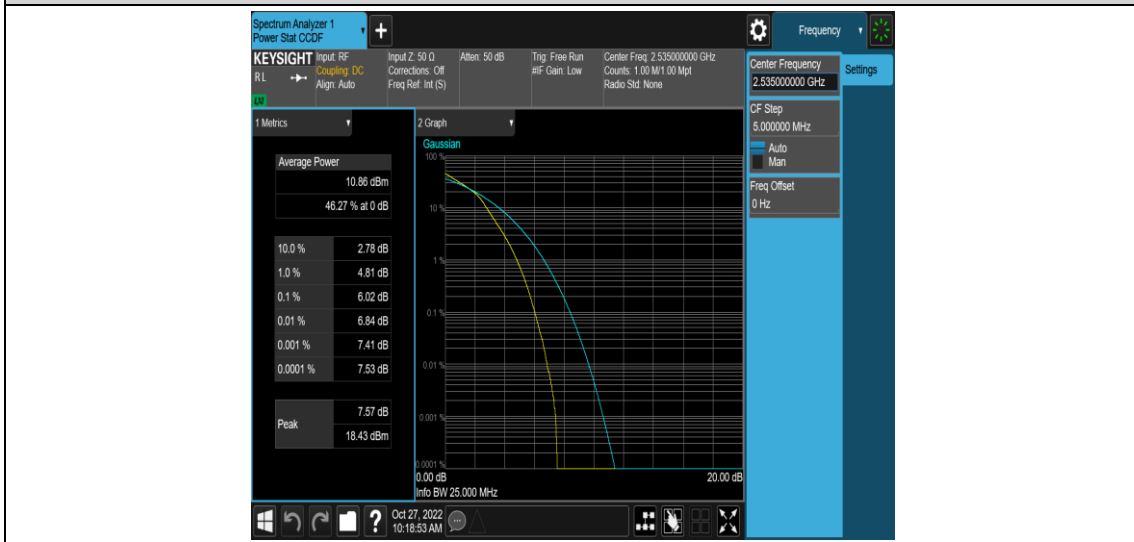 Spectrum Analyzer 1
Power Stat CCDF
+
Frequency
KEYSIGHT
RL
LXI
Input: RF
Coupling: DC
Align: Auto
Input Z: 50 Ω
Corrections: Off
Freq Ref: Int (S)
Atten: 50 dB
Trig: Free Run
#IF Gain: Low
Center Freq: 2.535000000 GHz
Counts: 1.00 M/1.00 Mpt
Radio Std: None
Center Frequency
2.535000000 GHz
Settings
CF Step
5.000000 MHz
Auto
Man
Freq Offset
0 Hz
1 Metrics
Average Power
10.86 dBm
46.27 % at 0 dB
10.0 % 2.78 dB
1.0 % 4.81 dB
0.1 % 6.02 dB
0.01 % 6.84 dB
0.001 % 7.41 dB
0.0001 % 7.53 dB
Peak
7.57 dB
18.43 dBm
2 Graph
Gaussian
100 %
10 %
1 %
0.1 %
0.01 %
0.001 %
0.0001 %
0.00 dB 20.00 dB
Info BW 25.000 MHz
?
Oct 27, 2022
10:18:53 AM